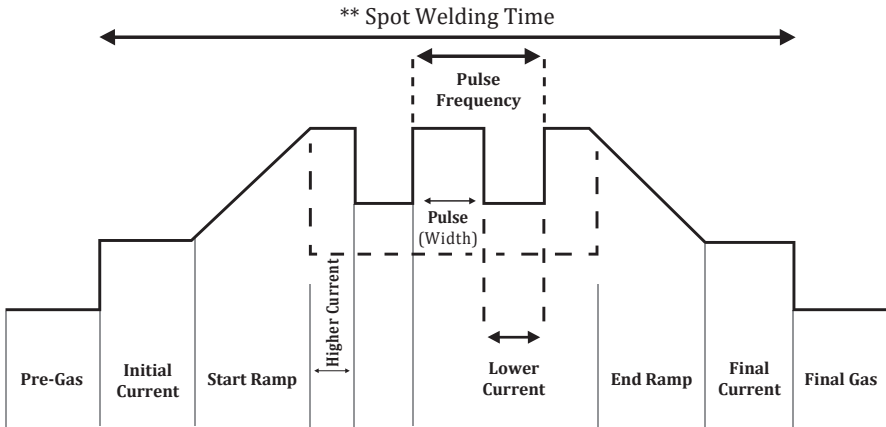 ** Spot Welding Time
Pulse
Frequency
Pulse
(Width)
Higher Current
Pre-Gas
Initial
Current
Start Ramp
Lower
Current
End Ramp
Final
Current
Final Gas